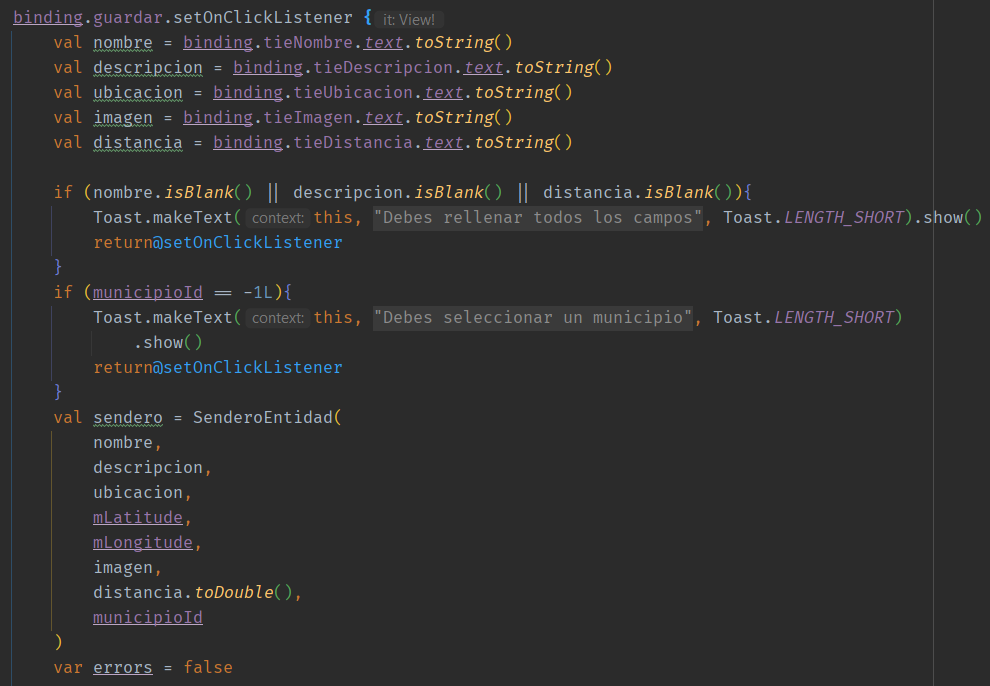 binding.guardar.setOnClickListener { it: View!
val nombre = binding.tieNombre.text.toString()
val descripcion = binding.tieDescripcion.text.toString()
val ubicacion = binding.tieUbicacion.text.toString()
val imagen = binding.tieImagen.text.toString()
val distancia = binding.tieDistancia.text.toString()
if (nombre.isBlank() || descripcion.isBlank() || distancia.isBlank()){
Toast.makeText( context: this, "Debes rellenar todos los campos", Toast.LENGTH_SHORT).show()
return@setOnClickListener
}
if (municipioId == -1L){
Toast.makeText( context: this, "Debes seleccionar un municipio", Toast.LENGTH_SHORT)
.show()
return@setOnClickListener
}
val sendero = SenderoEntidad(
nombre,
descripcion,
ubicacion,
mLatitude,
mLongitude,
imagen,
distancia.toDouble(),
municipioId
)
var errors = false